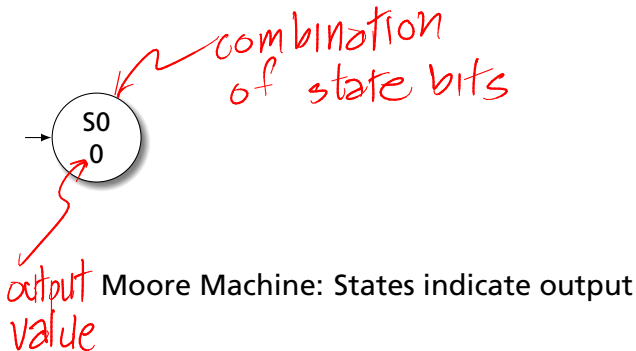 combination
of state bits
S0
0
output
value
Moore Machine: States indicate output